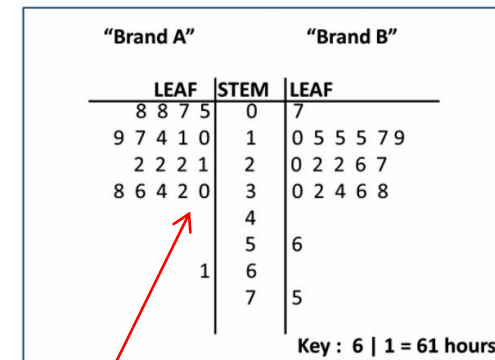 “Brand A” “Brand B”
LEAF STEM LEAF
8 8 7 5 0 7
9 7 4 1 0 1 0 5 5 5 7 9
2 2 2 1 2 0 2 2 6 7
8 6 4 2 0 3 0 2 4 6 8
4
5 6
1 6
7 5
Key : 6 | 1 = 61 hours